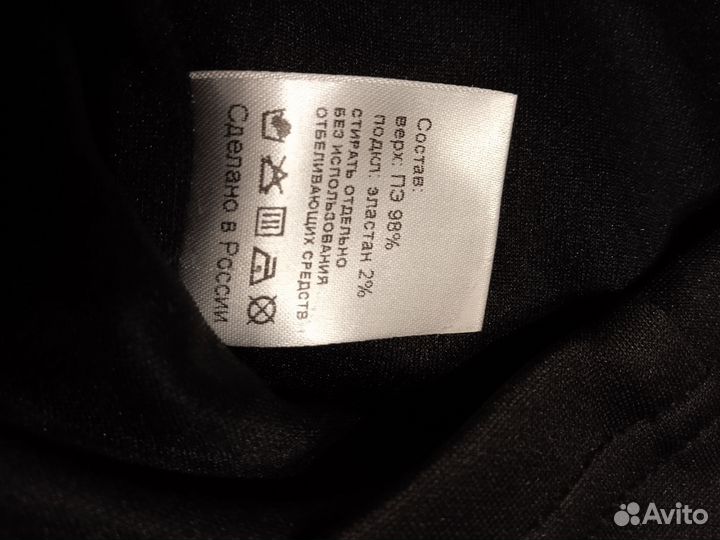 Состав:
верх: ПЭ 98%
подкл: эластан 2%
СТИРАТЬ ОТДЕЛЬНО
БЕЗ ИСПОЛЬЗОВАНИЯ
ОТБЕЛИВАЮЩИХ СРЕДСТВ
Сделано в России
Avito